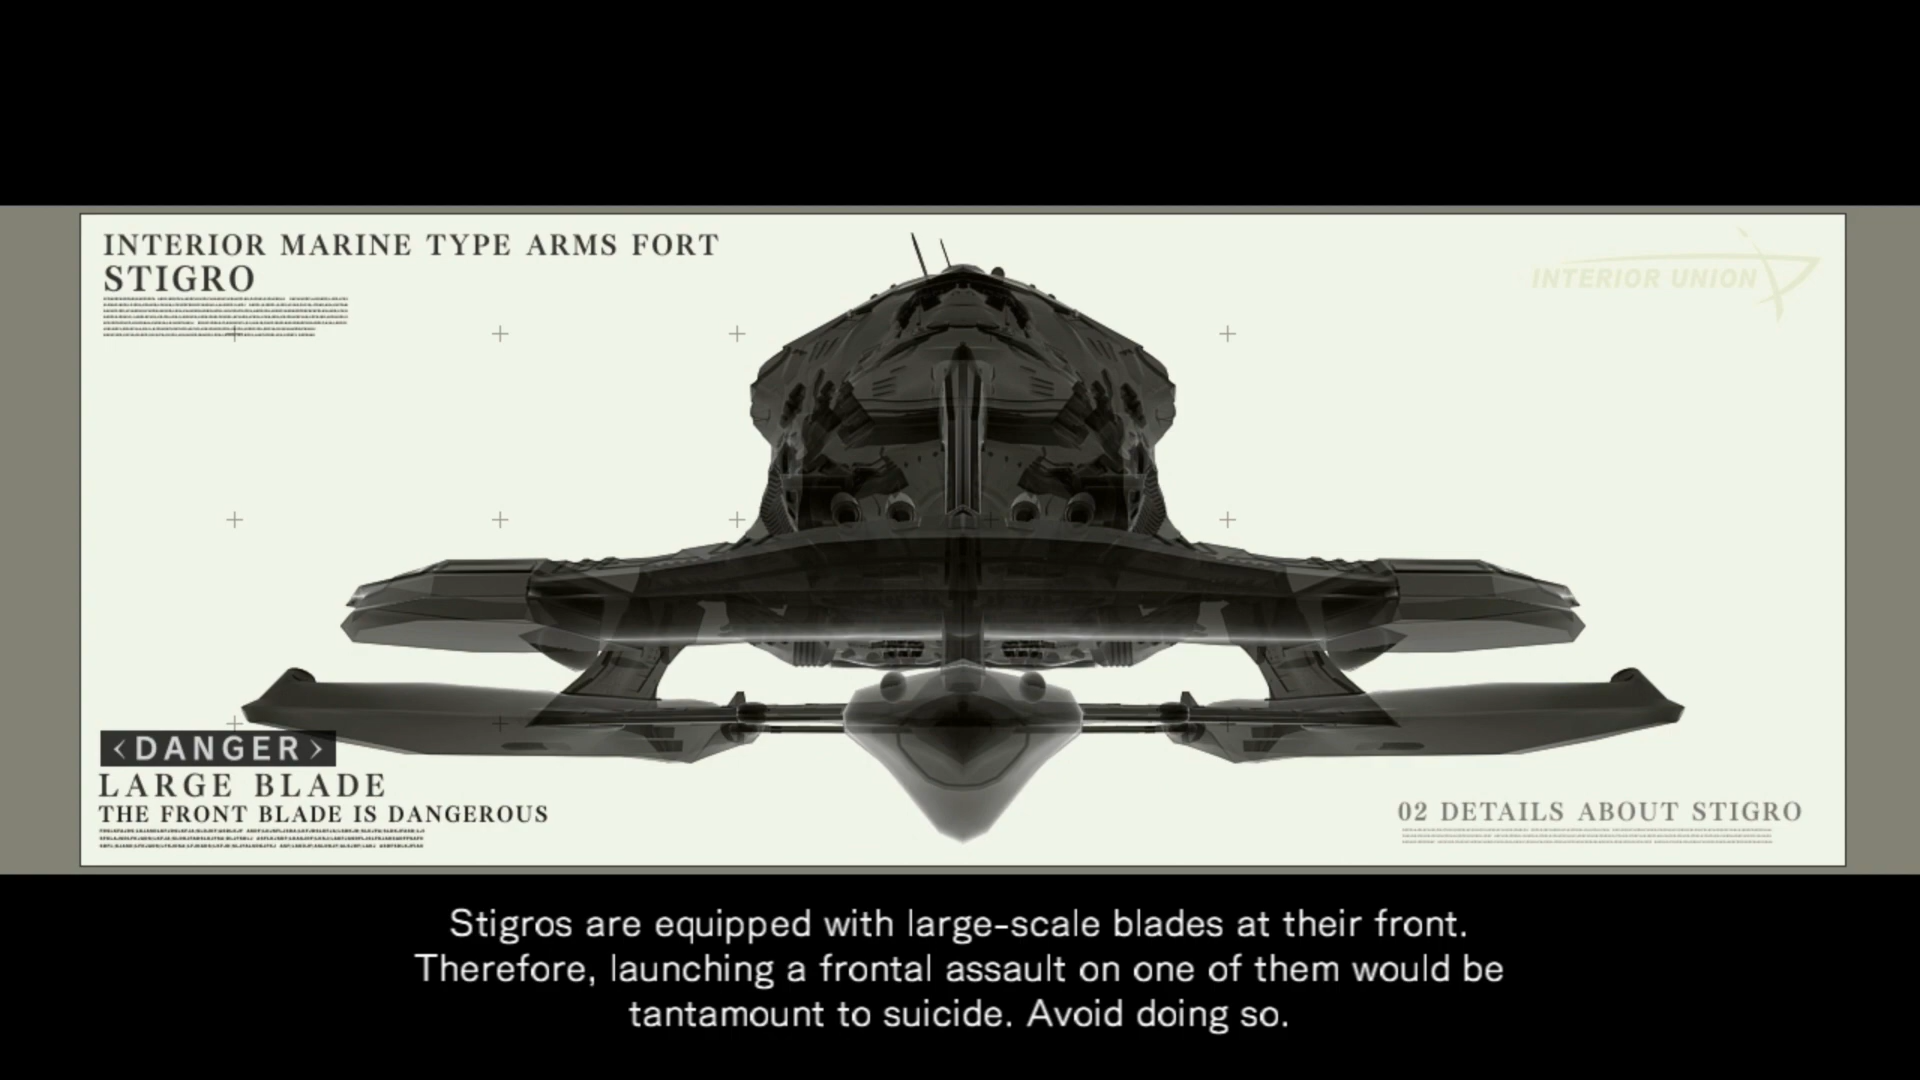 INTERIOR MARINE TYPE ARMS FORT
STIGRO
INTERIOR UNION
<DANGER>
LARGE BLADE
THE FRONT BLADE IS DANGEROUS
02 DETAILS ABOUT STIGRO
Stigros are equipped with large-scale blades at their front.
Therefore, launching a frontal assault on one of them would be
tantamount to suicide. Avoid doing so.